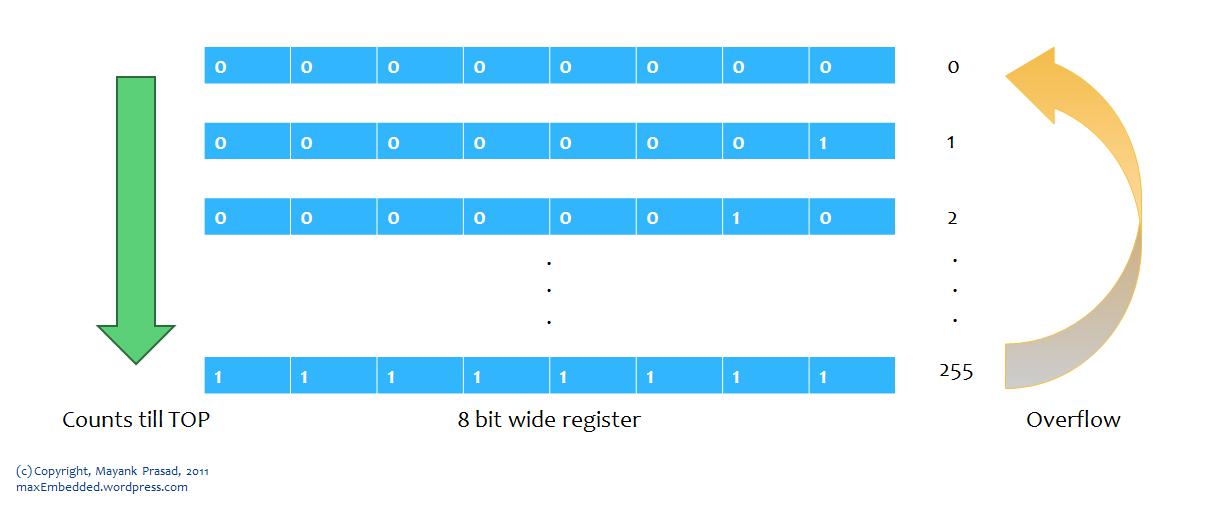 0 0 0 0 0 0 0 0 0
0 0 0 0 0 0 0 1 1
0 0 0 0 0 0 1 0 2
. .
. .
. .
1 1 1 1 1 1 1 1 255
Counts till TOP 8 bit wide register Overflow
(c) Copyright, Mayank Prasad, 2011
maxEmbedded.wordpress.com